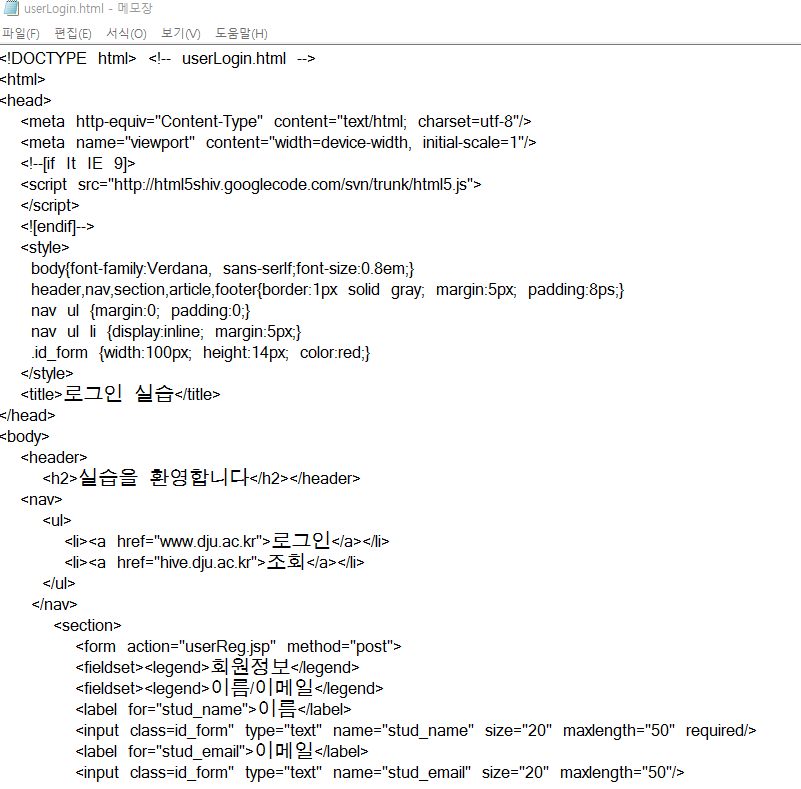 userLogin.html - 메모장
파일(F) 편집(E) 서식(O) 보기(V) 도움말(H)
<!DOCTYPE html> <!-- userLogin.html -->
<html>
<head>
<meta http-equiv="Content-Type" content="text/html; charset=utf-8"/>
<meta name="viewport" content="width=device-width, initial-scale=1"/>
<!--[if lt IE 9]>
<script src="http://html5shiv.googlecode.com/svn/trunk/html5.js">
</script>
<![endif]-->
<style>
body{font-family:Verdana, sans-serlf;font-size:0.8em;}
header,nav,section,article,footer{border:1px solid gray; margin:5px; padding:8ps;}
nav ul {margin:0; padding:0;}
nav ul li {display:inline; margin:5px;}
.id_form {width:100px; height:14px; color:red;}
</style>
<title>로그인 실습</title>
</head>
<body>
<header>
<h2>실습을 환영합니다</h2></header>
<nav>
<ul>
<li><a href="www.dju.ac.kr">로그인</a></li>
<li><a href="hive.dju.ac.kr">조회</a></li>
</ul>
</nav>
<section>
<form action="userReg.jsp" method="post">
<fieldset><legend>회원정보</legend>
<fieldset><legend>이름/이메일</legend>
<label for="stud_name">이름</label>
<input class=id_form" type="text" name="stud_name" size="20" maxlength="50" required/>
<label for="stud_email">이메일</label>
<input class=id_form" type="text" name="stud_email" size="20" maxlength="50"/>